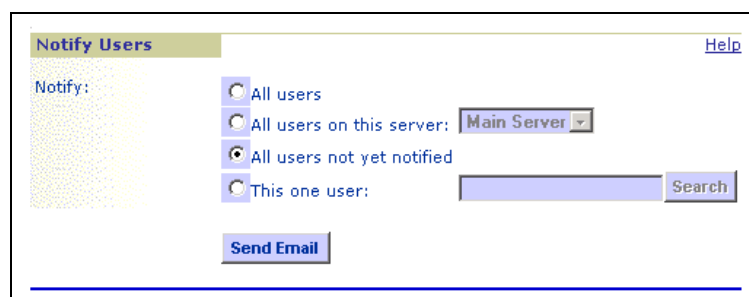 Notify Users Help
Notify: All users
All users on this server: Main Server
All users not yet notified
This one user: Search
Send Email